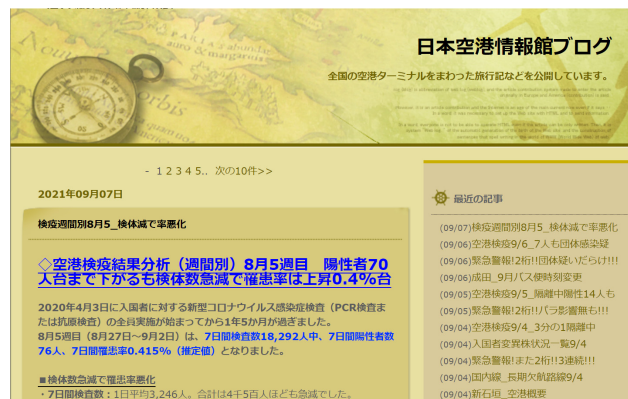 日本空港情報館ブログ
全国の空港ターミナルをまわった旅行記などを公開しています。
- 1 2 3 4 5.. 次の10件>>
2021年09月07日
検疫週間別8月5_検体減で率悪化
◇空港検疫結果分析（週間別）8月5週目 陽性者70
人台まで下がるも検体数急減で罹患率は上昇0.4％台
2020年4月3日に入国者に対する新型コロナウイルス感染症検査（PCR検査ま
たは抗原検査）の全員実施が始まってから1年5か月が過ぎました。
8月5週目（8月27日～9月2日）は、7日間検査数18,292人中、7日間陽性者数
76人、7日間罹患率0.415％（推定値）となりました。
■検体数急減で罹患率悪化
・7日間検査数：1日平均3,246人。合計は4千5百人ほども急減でした。
最近の記事
(09/07)検疫週間別8月5_検体減で率悪化
(09/06)空港検疫9/6_7人も団体感染疑
(09/06)緊急警報!2桁!!団体疑いだらけ!!!
(09/06)成田_9月バス便時刻変更
(09/05)空港検疫9/5_隔離中陽性14人も
(09/05)緊急警報!2桁!!パラ影響無も!!!
(09/04)空港検疫9/4_3分の1隔離中
(09/04)入国者変異株状況一覧9/4
(09/04)緊急警報!また2桁!!3連続!!!
(09/04)国内線_長期欠航路線9/4
(09/04)新石垣_空港概要